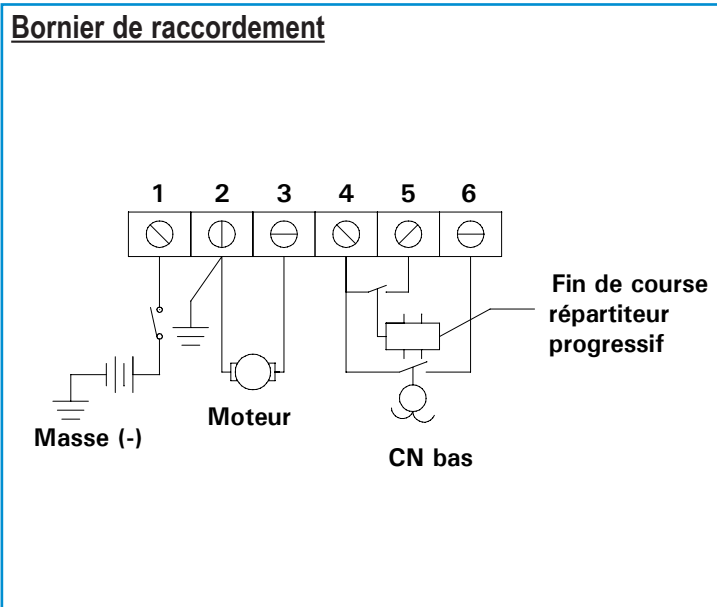 Bornier de raccordement
1 2 3 4 5 6
Fin de course
répartiteur
progressif
Moteur
Masse (-)
CN bas